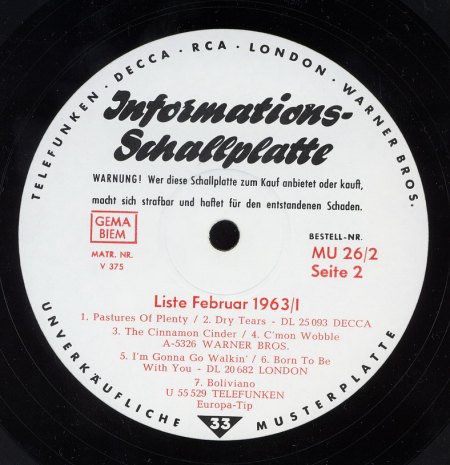 TELEFUNKEN · DECCA · RCA · LONDON · WARNER BROS.
Informations-
Schallplatte
WARNUNG! Wer diese Schallplatte zum Kauf anbietet oder kauft,
macht sich strafbar und haftet für den entstandenen Schaden.
GEMA
BIEM
MATR. NR.
V 375
BESTELL-NR.
MU 26/2
Seite 2
Liste Februar 1963/I
1. Pastures Of Plenty / 2. Dry Tears - DL 25 093 DECCA
3. The Cinnamon Cinder / 4. C'mon Wobble
A-5326 WARNER BROS.
5. I'm Gonna Go Walkin' / 6. Born To Be
With You - DL 20 682 LONDON
7. Boliviano
U 55 529 TELEFUNKEN
Europa-Tip
UNVERKÄUFLICHE MUSTERPLATTE
33